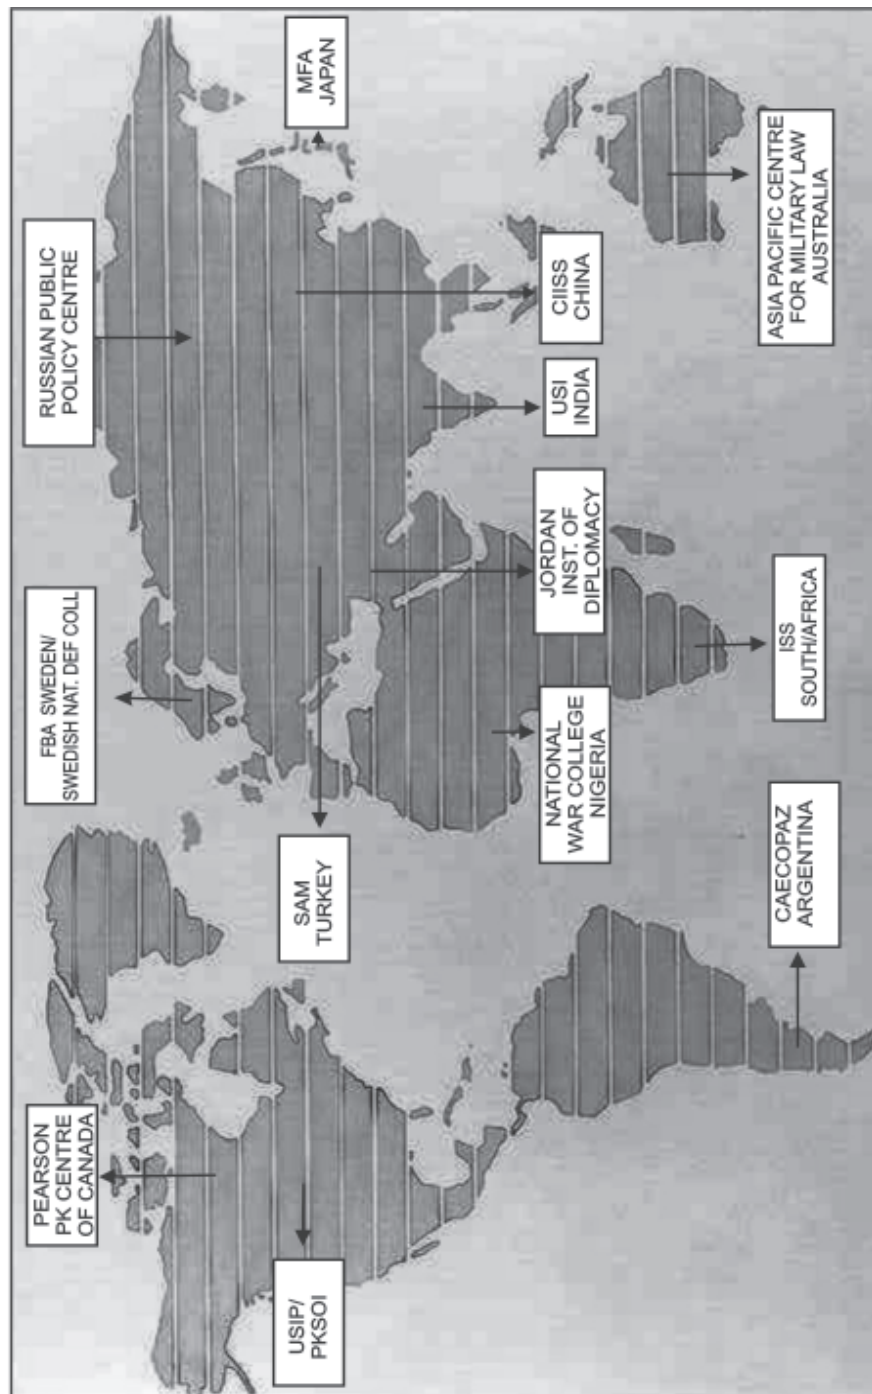 PEARSON
PK CENTRE
OF CANADA
USIP/
PKSOI
FBA SWEDEN/
SWEDISH NAT. DEF COLL
RUSSIAN PUBLIC
POLICY CENTRE
MFA
JAPAN
SAM
TURKEY
NATIONAL
WAR COLLEGE
NIGERIA
JORDAN
INST. OF
DIPLOMACY
USI
INDIA
CIISS
CHINA
CAECOPAZ
ARGENTINA
ISS
SOUTH/AFRICA
ASIA PACIFIC CENTRE
FOR MILITARY LAW
AUSTRALIA